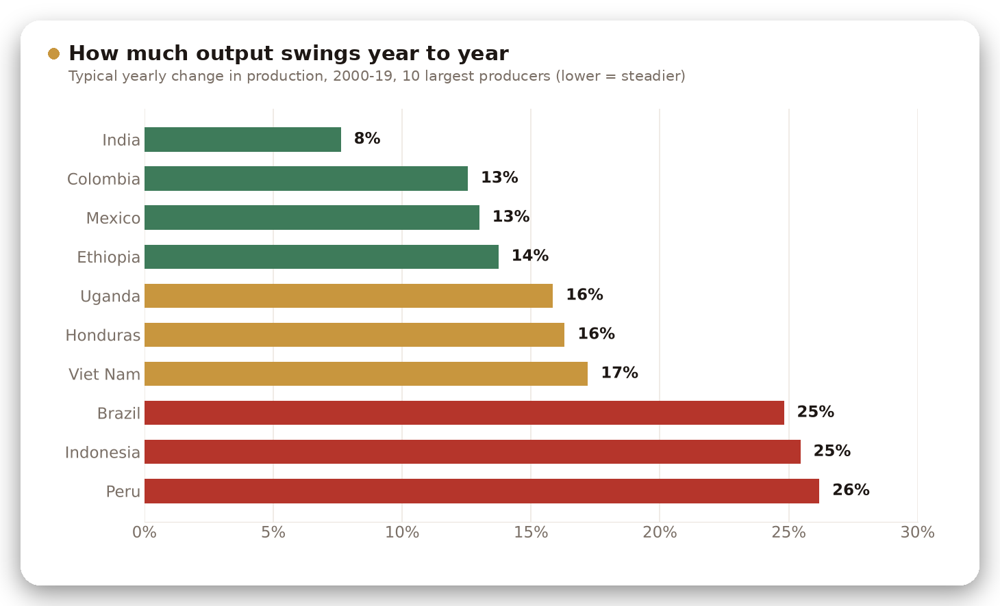 How much output swings year to year
Typical yearly change in production, 2000-19, 10 largest producers (lower = steadier)
India 8%
Colombia 13%
Mexico 13%
Ethiopia 14%
Uganda 16%
Honduras 16%
Viet Nam 17%
Brazil 25%
Indonesia 25%
Peru 26%
0% 5% 10% 15% 20% 25% 30%